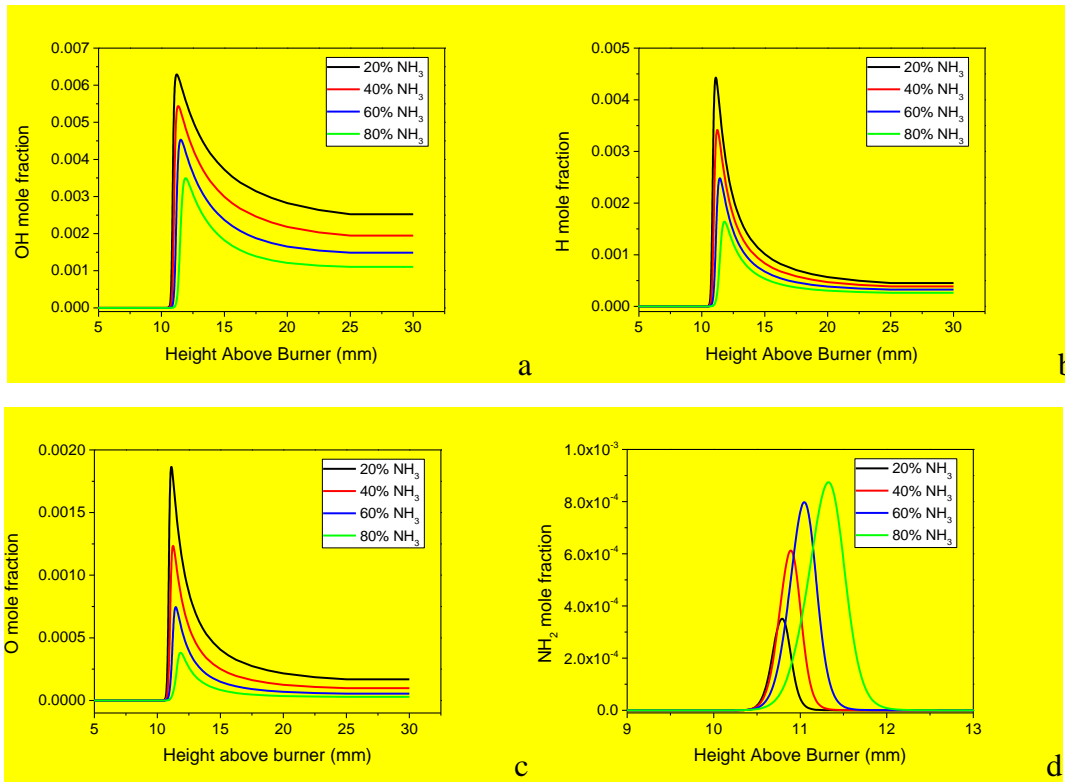 0.007
0.006
0.005
0.004
0.003
0.002
0.001
0.000
OH mole fraction
20% NH3
40% NH3
60% NH3
80% NH3
5 10 15 20 25 30
Height Above Burner (mm)
a
0.005
0.004
0.003
0.002
0.001
0.000
H mole fraction
20% NH3
40% NH3
60% NH3
80% NH3
5 10 15 20 25 30
Height Above Burner (mm)
b
0.0020
0.0015
0.0010
0.0005
0.0000
O mole fraction
20% NH3
40% NH3
60% NH3
80% NH3
5 10 15 20 25 30
Height above burner (mm)
c
1.0x10-3
8.0x10-4
6.0x10-4
4.0x10-4
2.0x10-4
0.0
NH2 mole fraction
20% NH3
40% NH3
60% NH3
80% NH3
9 10 11 12 13
Height Above Burner (mm)
d